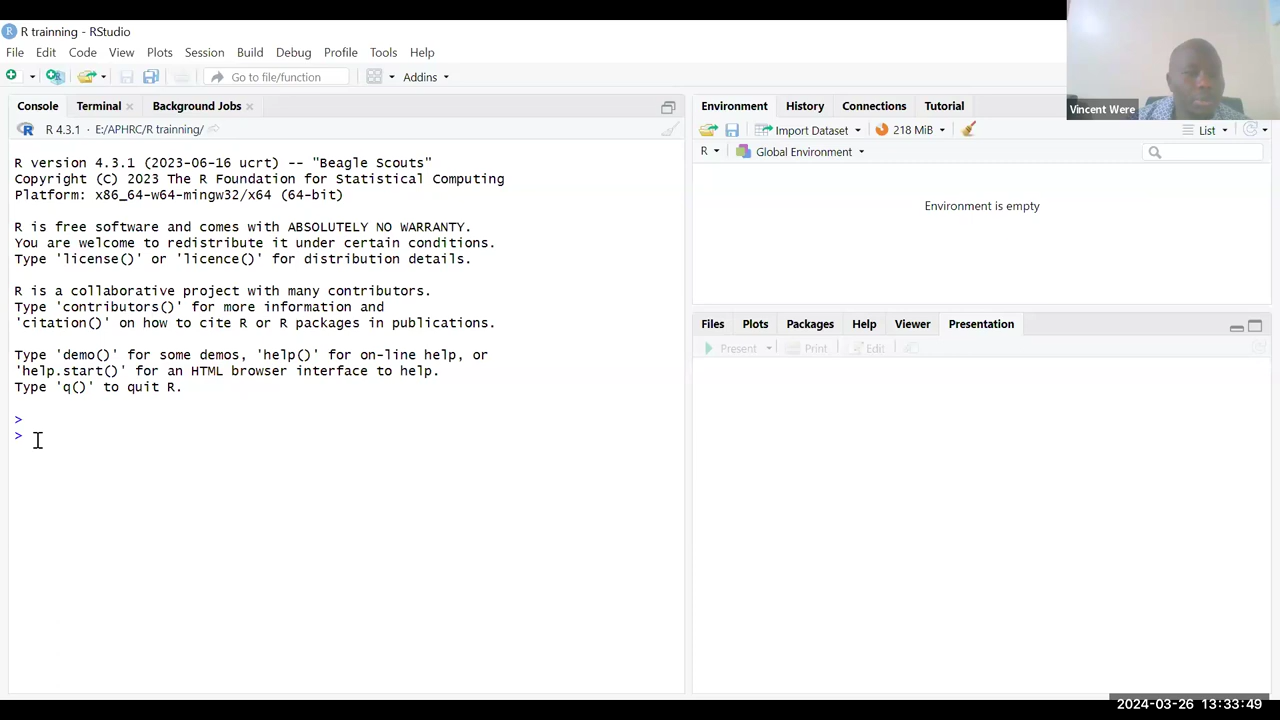 R trainning - RStudio
File Edit Code View Plots Session Build Debug Profile Tools Help
Go to file/function Addins
Console Terminal Background Jobs
R 4.3.1 · E:/APHRC/R trainning/
R version 4.3.1 (2023-06-16 ucrt) -- "Beagle Scouts"
Copyright (C) 2023 The R Foundation for Statistical Computing
Platform: x86_64-w64-mingw32/x64 (64-bit)
R is free software and comes with ABSOLUTELY NO WARRANTY.
You are welcome to redistribute it under certain conditions.
Type 'license()' or 'licence()' for distribution details.
R is a collaborative project with many contributors.
Type 'contributors()' for more information and
'citation()' on how to cite R or R packages in publications.
Type 'demo()' for some demos, 'help()' for on-line help, or
'help.start()' for an HTML browser interface to help.
Type 'q()' to quit R.
>
>
Environment History Connections Tutorial
Import Dataset 218 MiB List
R Global Environment
Environment is empty
Files Plots Packages Help Viewer Presentation
Present Print Edit
Vincent Were
2024-03-26 13:33:49